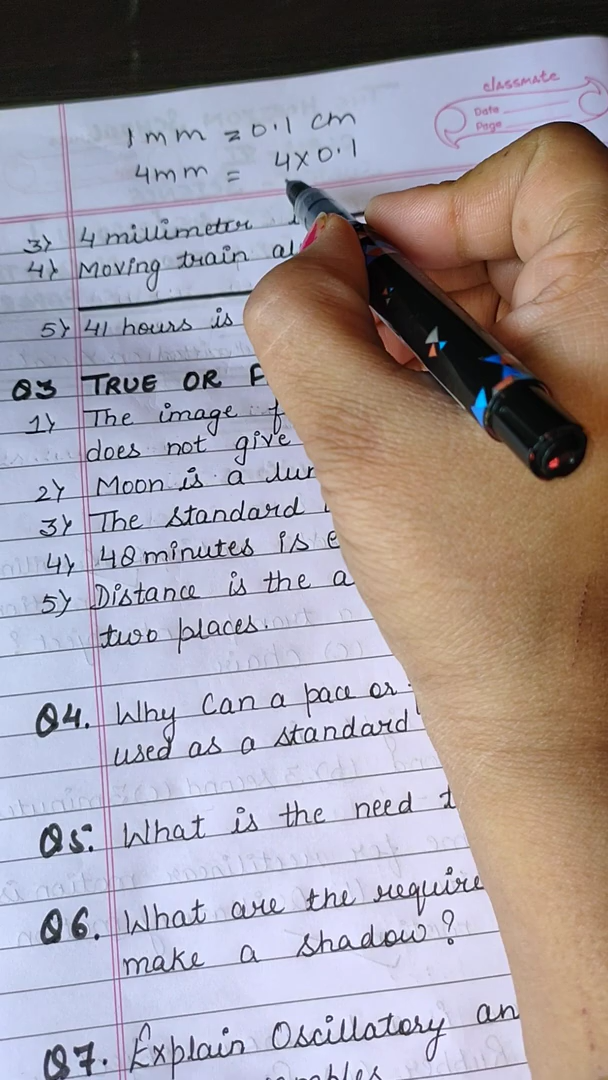 classmate
Date
Page
1mm = 0.1 cm
4mm = 4×0.1
3) 4 millimeter
4) Moving train
5) 41 hours is
Q3 TRUE OR
1) The image
does not give
2) Moon is a
3) The standard
4) 48 minutes is
5) Distance is the
two places.
Q4. Why can a pace or
used as a standard
Q5. What is the need
Q6. What are the require
make a shadow?
Q7. Explain Oscillatory an